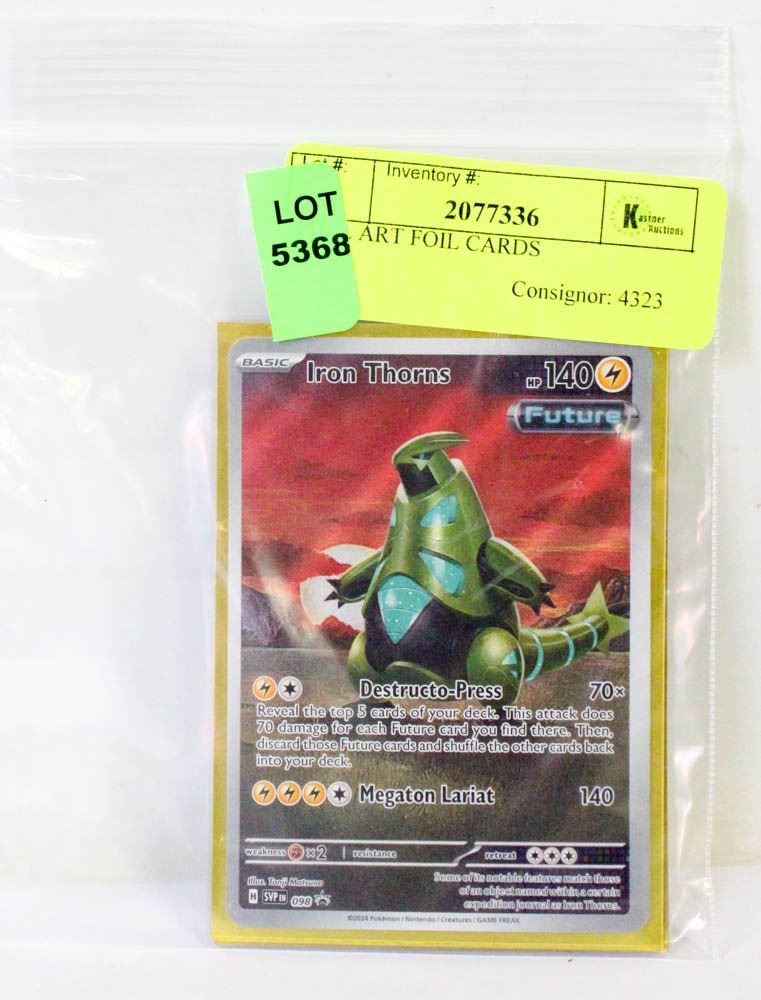 Lot #:
Inventory #:
2077336
Kastner
Auctions
LOT
5368
ART FOIL CARDS
Consignor: 4323
BASIC
Iron Thorns
HP 140
Future
Destructo-Press 70×
Reveal the top 5 cards of your deck. This attack does
70 damage for each Future card you find there. Then,
discard those Future cards and shuffle the other cards back
into your deck.
Megaton Lariat 140
weakness ×2 resistance retreat
Some of its notable features match those
of an object named within a certain
expedition journal as Iron Thorns.
Illus. Tonji Matsuno
H SVP EN 098
©2024 Pokémon / Nintendo / Creatures / GAME FREAK